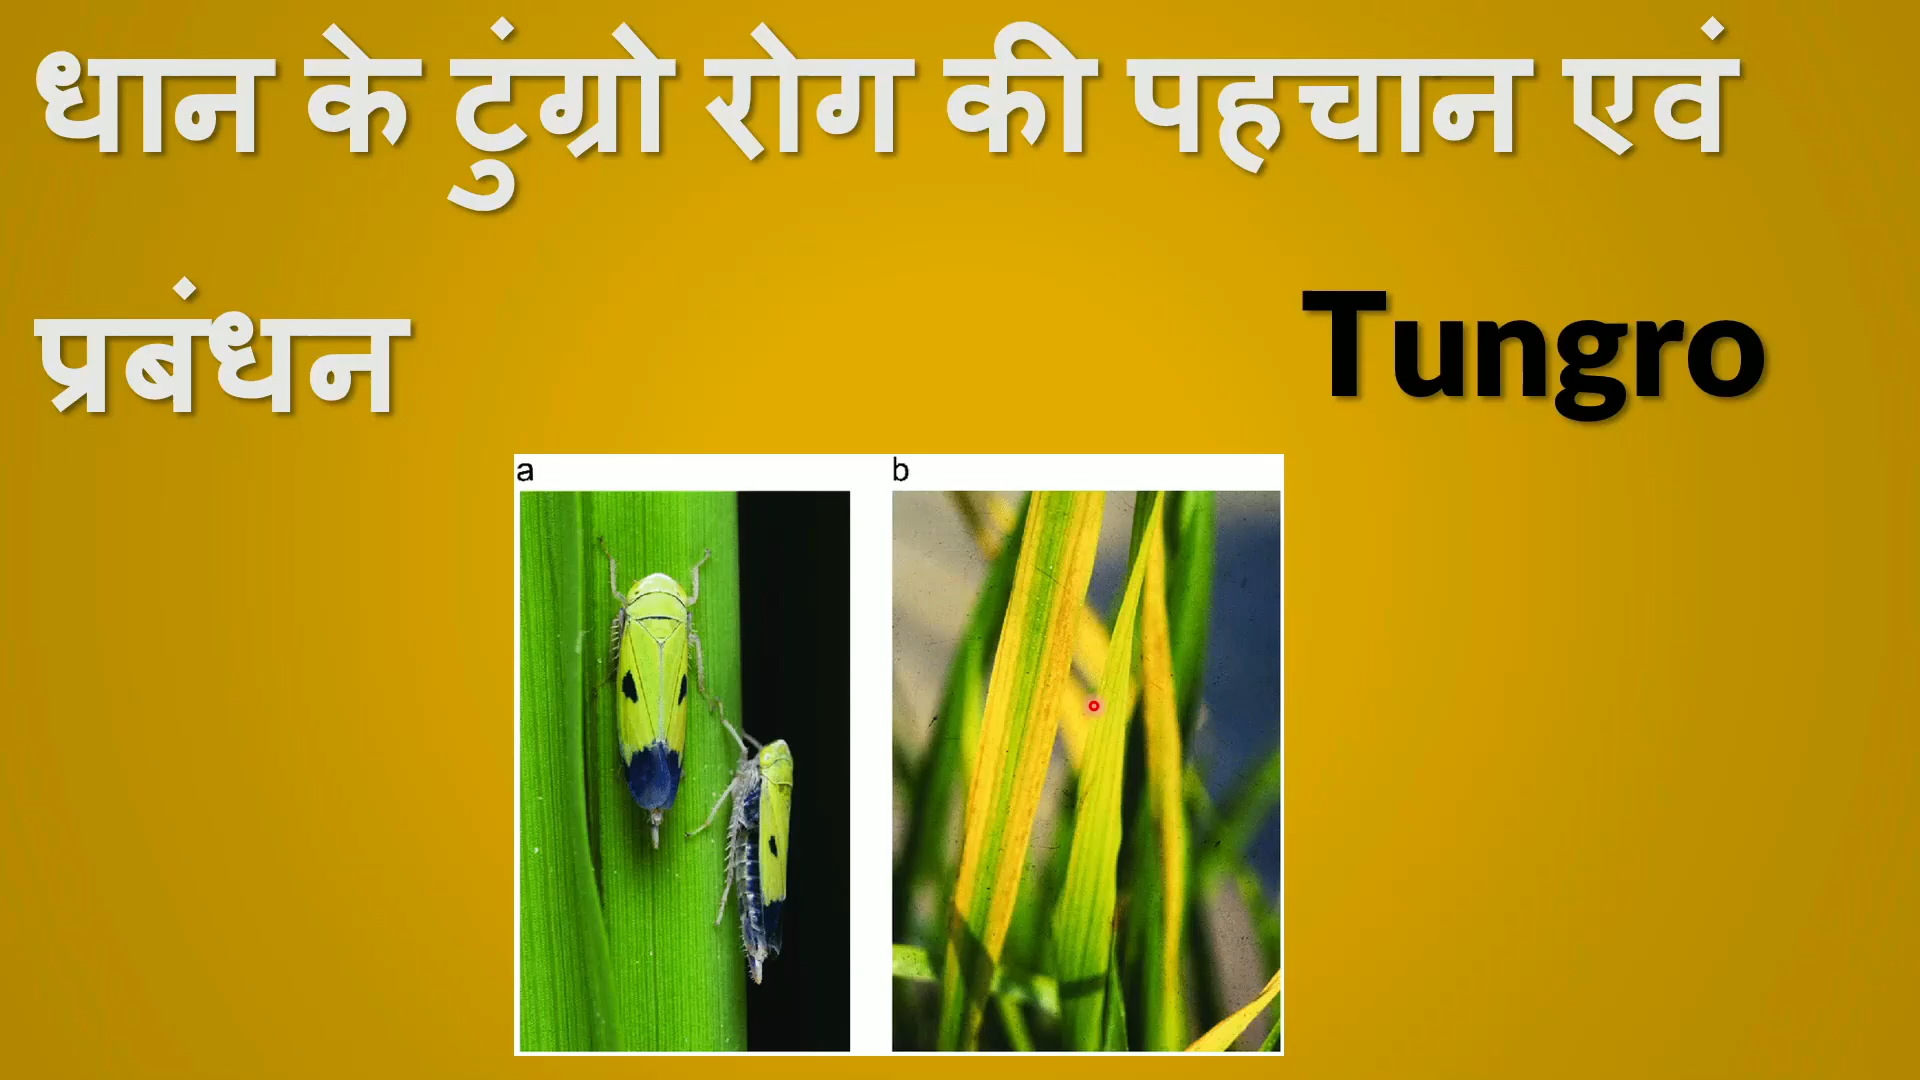 धान के टुंग्रो रोग की पहचान एवं
प्रबंधन Tungro
a b